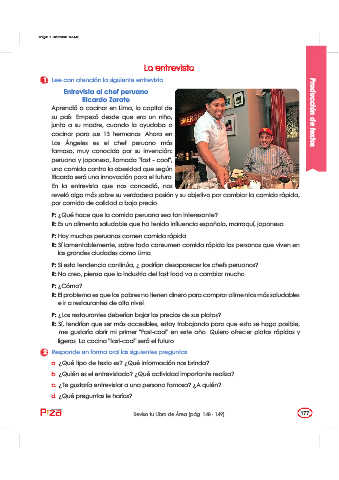 La entrevista
1 Lee con atención la siguiente entrevista
Entrevista al chef peruano
Ricardo Zarate
Aprendió a cocinar en Lima, la capital de
su país. Empezó desde que era un niño,
junto a su madre, cuando la ayudaba a
cocinar para sus 13 hermanos. Ahora en
Los Ángeles es el chef peruano más
famoso, muy conocido por su invención:
peruana y japonesa, llamada "fast - cool",
una comida contra la obesidad que según
Ricardo será una innovación para el futuro.
En la entrevista que nos concedió, nos
reveló algo más sobre su verdadera pasión y su objetivo por cambiar la comida rápida,
por comida de calidad a bajo precio.
P: ¿Qué hace que la comida peruana sea tan interesante?
E: Es un alimento saludable que ha tenido influencia española, marroquí, japonesa
P: Hoy muchos peruanos comen comida rápida
E: Sí lamentablemente, sobre todo consumen comida rápida las personas que viven en
las grandes ciudades como Lima
P: Si esta tendencia continúa, ¿ podrían desaparecer los chefs peruanos?
E: No creo, pienso que la industria del fast food va a cambiar mucho
P: ¿Cómo?
E: El problema es que los pobres no tienen dinero para comprar alimentos más saludables
e ir a restaurantes de alto nivel
P: ¿Los restaurantes deberían bajar los precios de sus platos?
E: Sí, tendrían que ser más accesibles, estoy trabajando para que esto se haga posible,
me gustaría abrir mi primer "fast-cool" en este año. Quiero ofrecer platos rápidos y
ligeros. La cocina "fast-cool" será el futuro
2 Responde en forma oral las siguientes preguntas
a. ¿Qué tipo de texto es? ¿Qué información nos brinda?
b. ¿Quién es el entrevistado? ¿Qué actividad importante realiza?
c. ¿Te gustaría entrevistar a una persona famosa? ¿A quién?
d. ¿Qué preguntas le harías?
Producción de textos
Revisa tu Libro de Área (pág. 148 - 149)
177